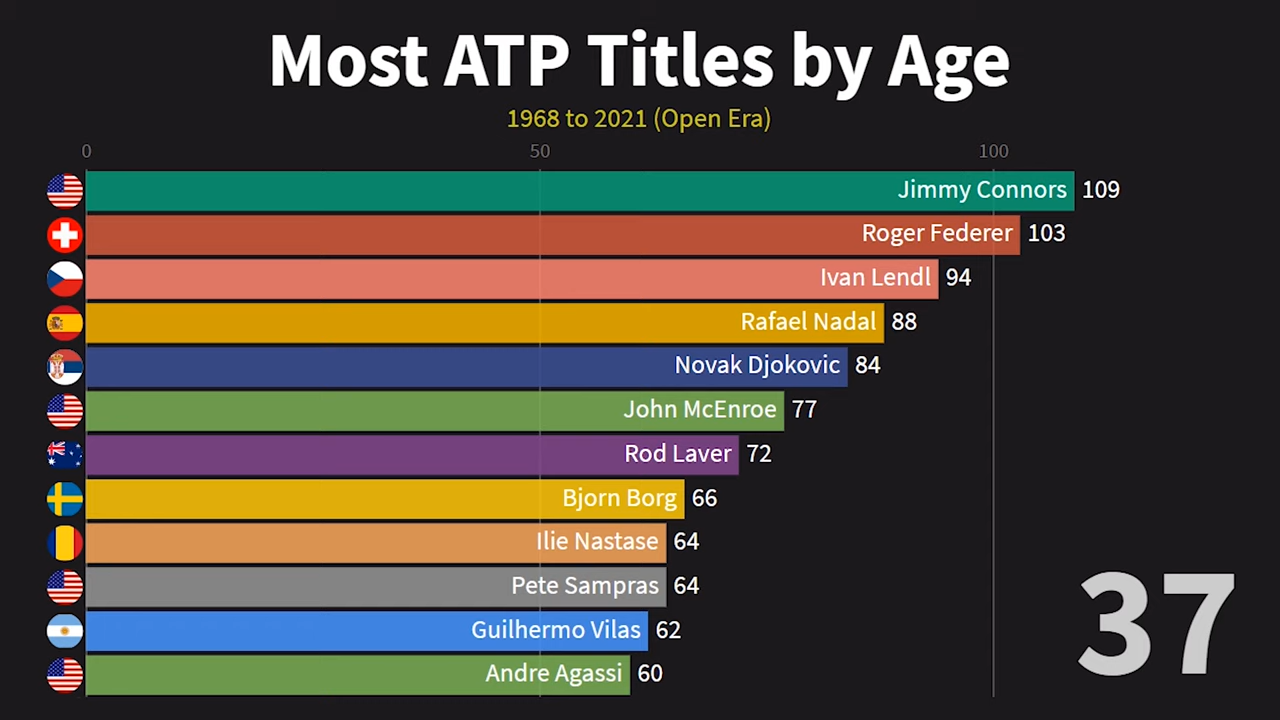 Most ATP Titles by Age
1968 to 2021 (Open Era)
0 50 100
Jimmy Connors 109
Roger Federer 103
Ivan Lendl 94
Rafael Nadal 88
Novak Djokovic 84
John McEnroe 77
Rod Laver 72
Bjorn Borg 66
Ilie Nastase 64
Pete Sampras 64
Guilhermo Vilas 62
Andre Agassi 60
37